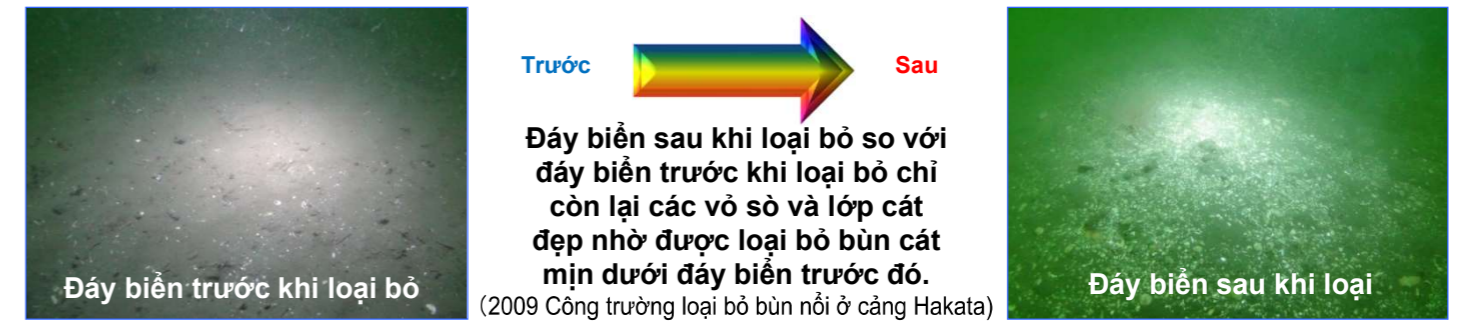 Đáy biển trước khi loại bỏ
Trước
Sau
Đáy biển sau khi loại bỏ so với
đáy biển trước khi loại bỏ chỉ
còn lại các vỏ sò và lớp cát
đẹp nhờ được loại bỏ bùn cát
mịn dưới đáy biển trước đó.
（2009 Công trường loại bỏ bùn nổi ở cảng Hakata)
Đáy biển sau khi loại